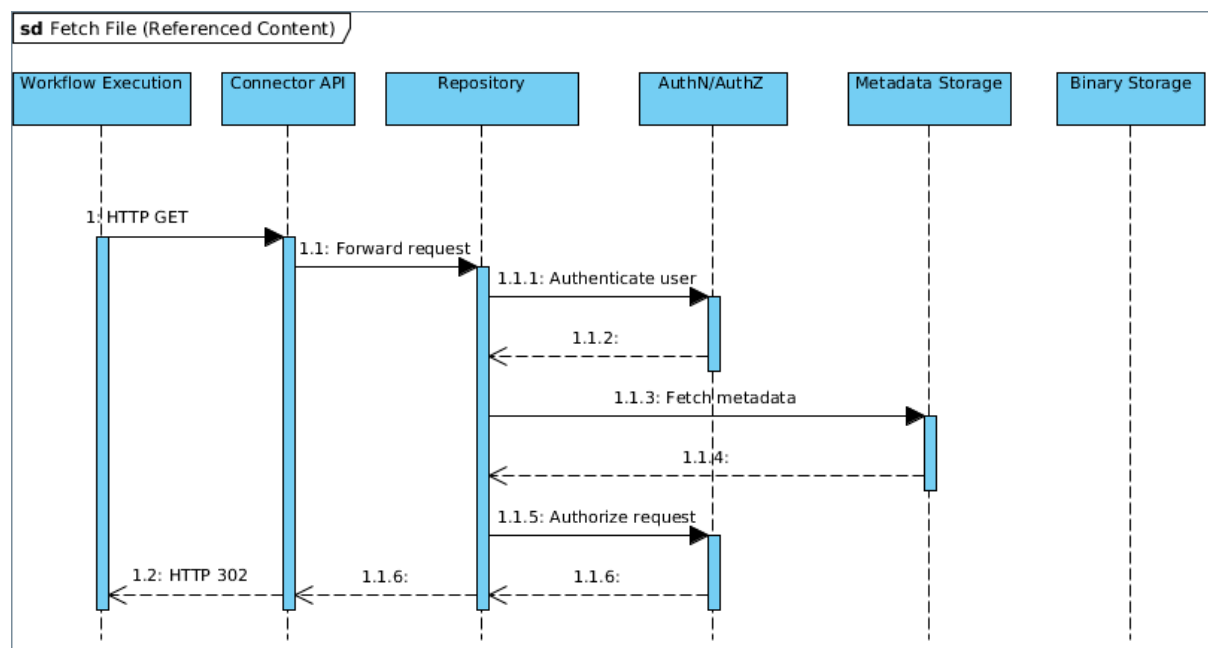 sd Fetch File (Referenced Content)
Workflow Execution
Connector API
Repository
AuthN/AuthZ
Metadata Storage
Binary Storage
1: HTTP GET
1.1: Forward request
1.1.1: Authenticate user
1.1.2:
1.1.3: Fetch metadata
1.1.4:
1.1.5: Authorize request
1.2: HTTP 302
1.1.6:
1.1.6: